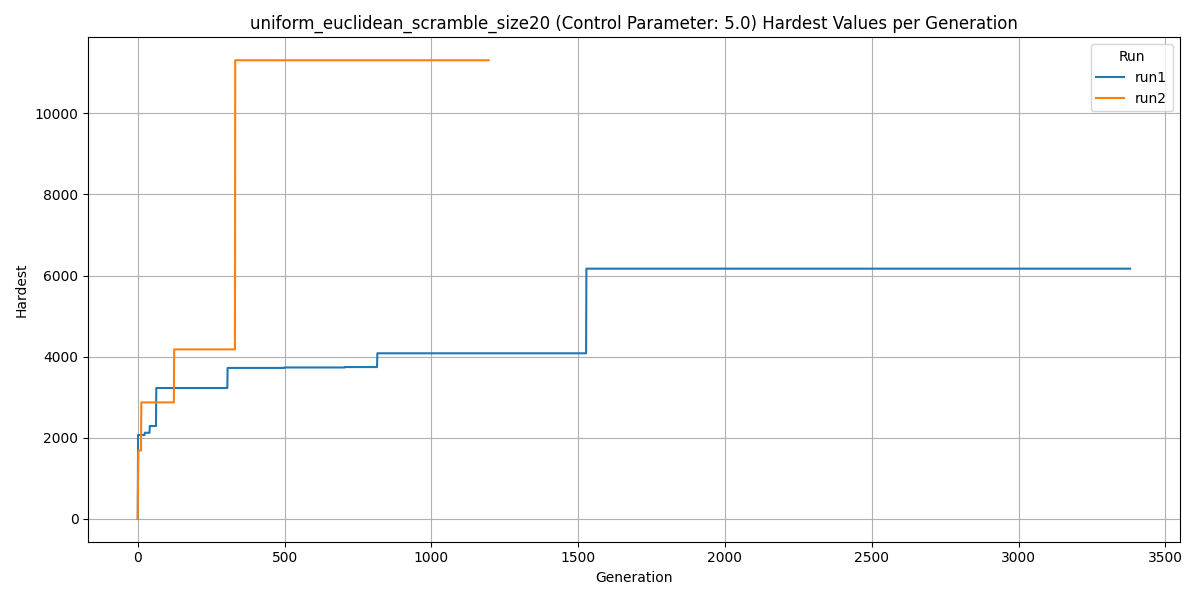 uniform_euclidean_scramble_size20 (Control Parameter: 5.0) Hardest Values per Generation
Run
run1
run2
Hardest
10000
8000
6000
4000
2000
0
0 500 1000 1500 2000 2500 3000 3500
Generation